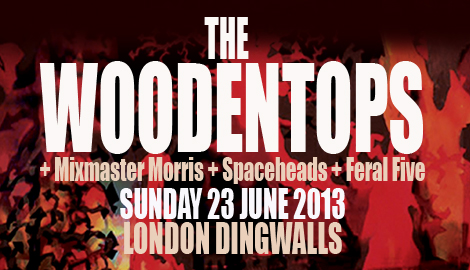 THE
WOODENTOPS
+ Mixmaster Morris + Spaceheads + Feral Five
SUNDAY 23 JUNE 2013
LONDON DINGWALLS